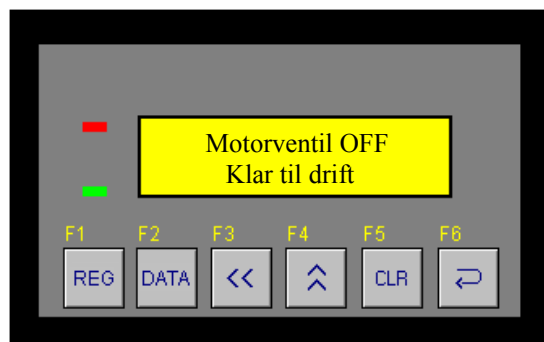 Motorventil OFF
Klar til drift
F1 F2 F3 F4 F5 F6
REG DATA << CLR